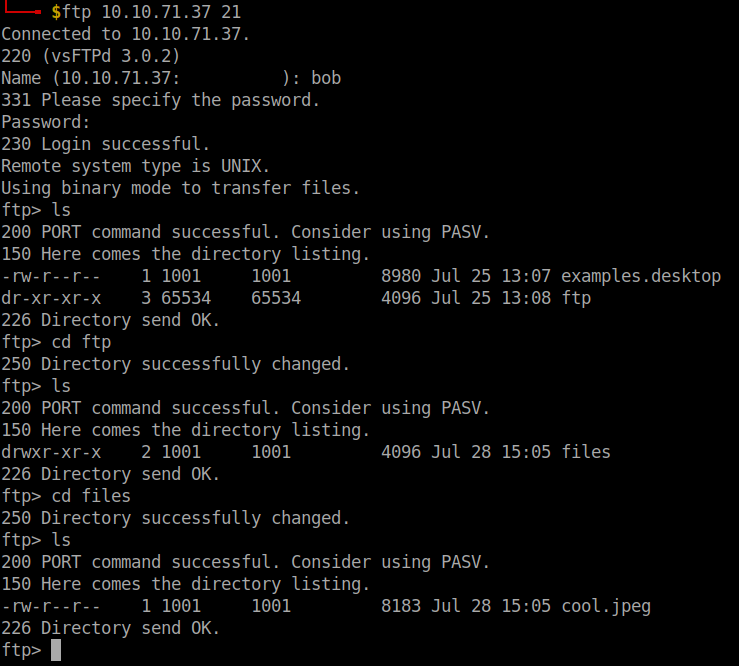 $ftp 10.10.71.37 21
Connected to 10.10.71.37.
220 (vsFTPd 3.0.2)
Name (10.10.71.37:          ): bob
331 Please specify the password.
Password:
230 Login successful.
Remote system type is UNIX.
Using binary mode to transfer files.
ftp> ls
200 PORT command successful. Consider using PASV.
150 Here comes the directory listing.
-rw-r--r--    1 1001     1001         8980 Jul 25 13:07 examples.desktop
dr-xr-xr-x    3 65534    65534        4096 Jul 25 13:08 ftp
226 Directory send OK.
ftp> cd ftp
250 Directory successfully changed.
ftp> ls
200 PORT command successful. Consider using PASV.
150 Here comes the directory listing.
drwxr-xr-x    2 1001     1001         4096 Jul 28 15:05 files
226 Directory send OK.
ftp> cd files
250 Directory successfully changed.
ftp> ls
200 PORT command successful. Consider using PASV.
150 Here comes the directory listing.
-rw-r--r--    1 1001     1001         8183 Jul 28 15:05 cool.jpeg
226 Directory send OK.
ftp>